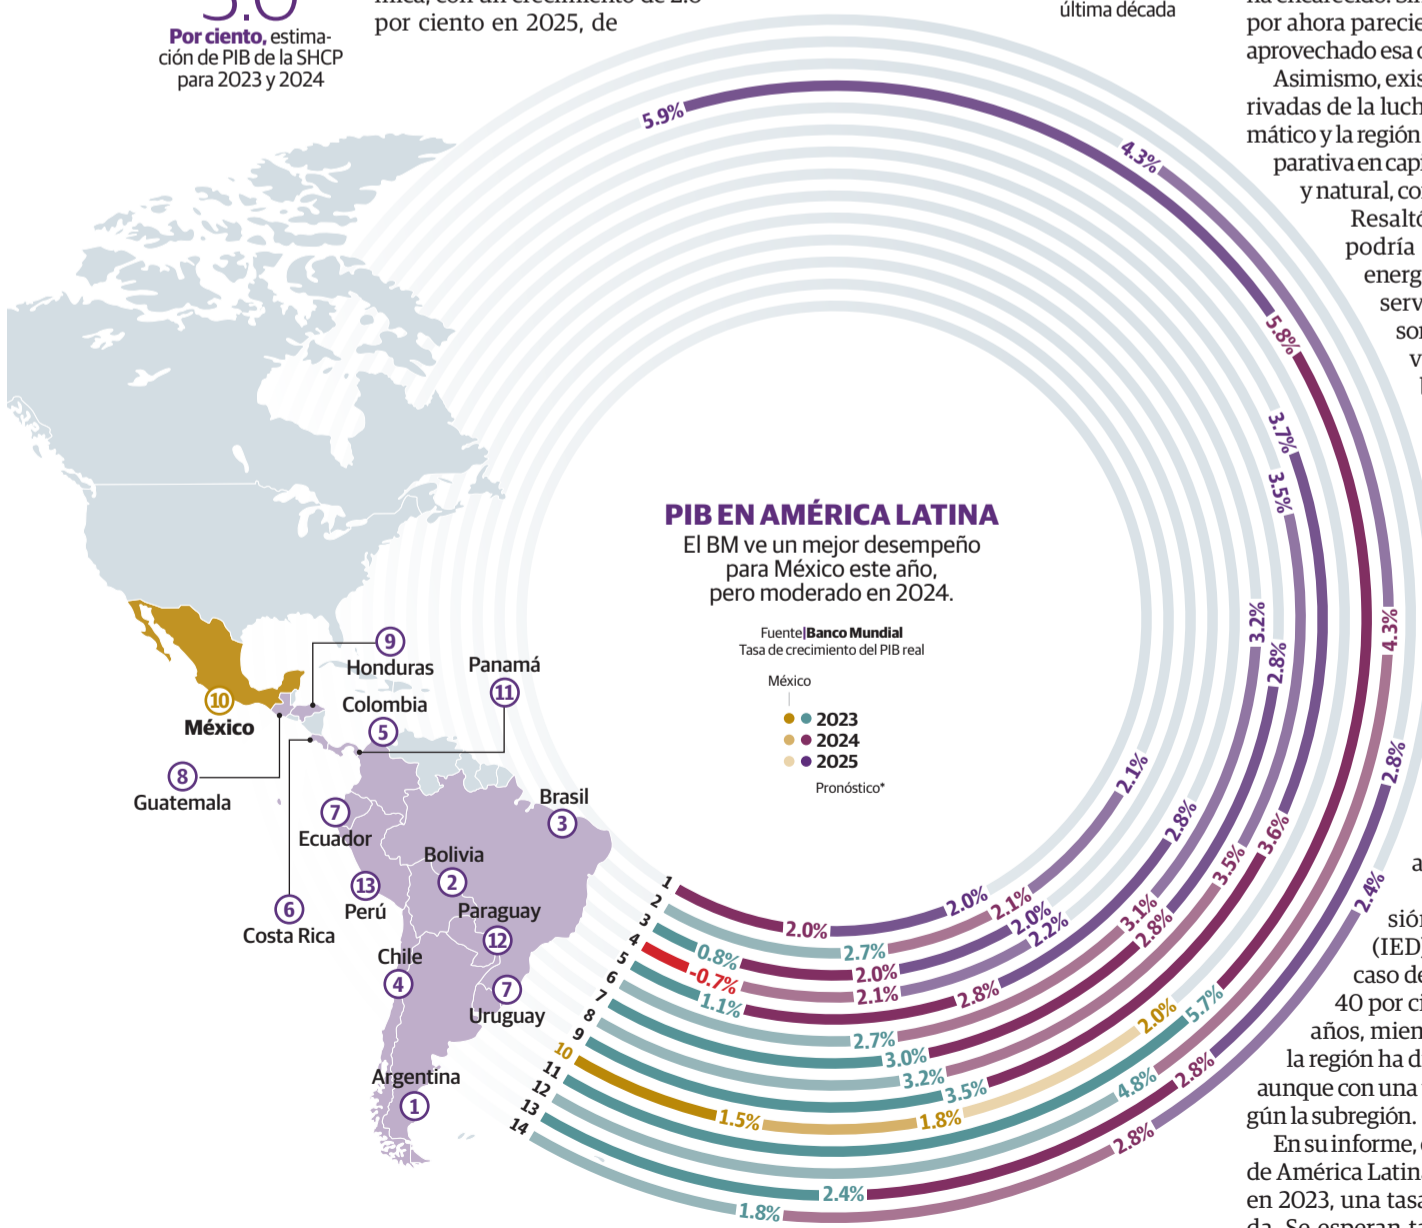 3.0
Por ciento, estima-
ción de PIB de la SHCP
para 2023 y 2024
por ciento en 2025, de
última década
por ahora parecie
aprovechado esa
Asimismo, exis
rivadas de la luch
mático y la región
parativa en capi
y natural, co
Resaltó
podría
energ
serv
so
v
5.9%
4.3%
5.8%
3.7%
3.5%
PIB EN AMÉRICA LATINA
El BM ve un mejor desempeño
para México este año,
pero moderado en 2024.
Fuente|Banco Mundial
Tasa de crecimiento del PIB real
México
2023
2024
2025
Pronóstico*
3.2%
4.3%
2.8%
2.8%
2.1%
2.8%
3.6%
3.5%
2.4%
9
Honduras
Panamá
11
10
México
Colombia
5
8
Guatemala
7
Ecuador
Brasil
3
Bolivia
2
13
Perú
6
Costa Rica
Paraguay
12
Chile
4
7
Uruguay
Argentina
1
1
2.0%
2.0%
2
2.7%
2.1%
3
0.8%
2.0%
2.0%
4
-0.7%
2.1%
2.2%
5
1.1%
2.8%
6
2.7%
3.1%
7
3.0%
2.8%
8
3.2%
9
3.5%
10
1.5%
1.8%
2.0%
11
5.7%
12
4.8%
13
2.4%
2.8%
14
1.8%
2.8%
a
sión
(IED)
caso de
40 por ci
años, mien
la región ha d
aunque con una
gún la subregión.
En su informe,
de América Latin
en 2023, una tasa